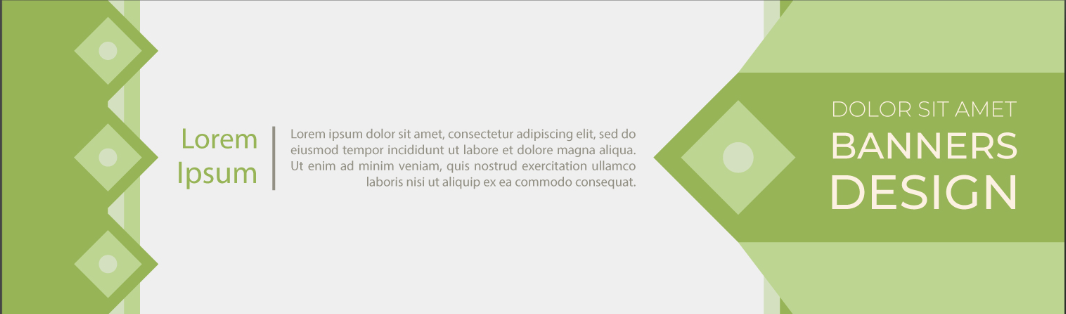 Lorem
Ipsum
Lorem ipsum dolor sit amet, consectetur adipiscing elit, sed do
eiusmod tempor incididunt ut labore et dolore magna aliqua.
Ut enim ad minim veniam, quis nostrud exercitation ullamco
laboris nisi ut aliquip ex ea commodo consequat.
DOLOR SIT AMET
BANNERS
DESIGN